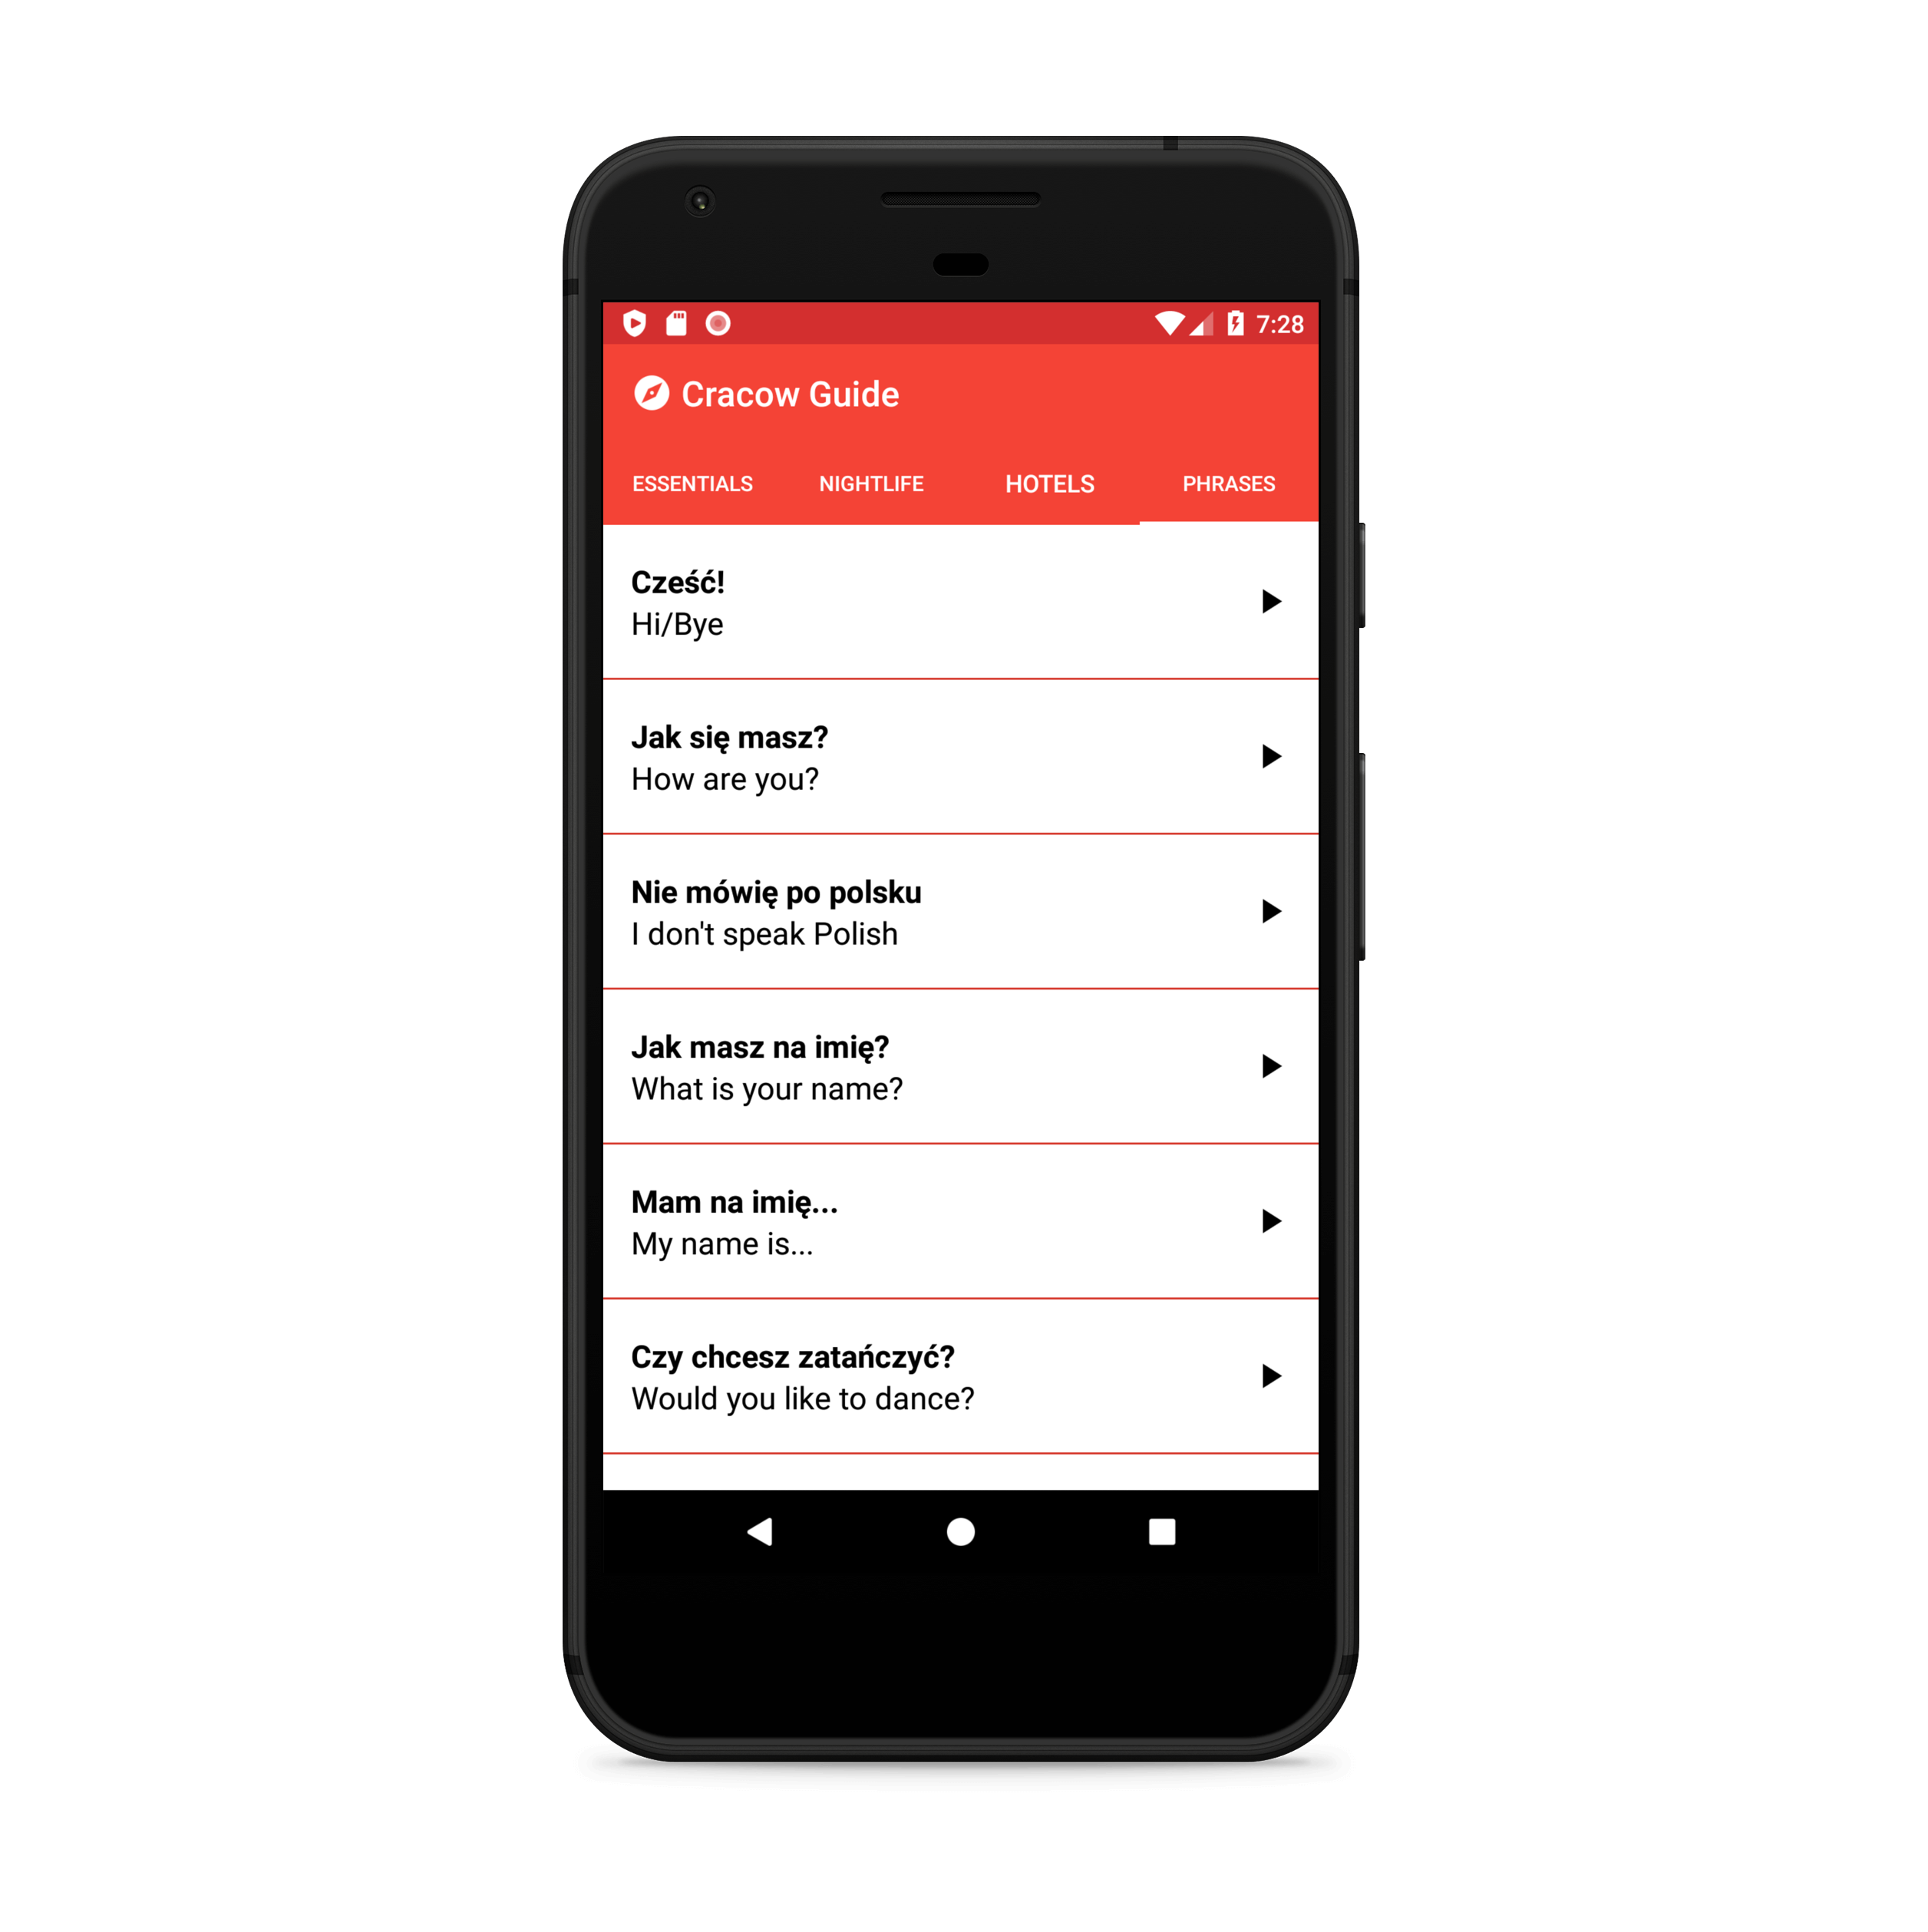 7:28
Cracow Guide
ESSENTIALS NIGHTLIFE HOTELS PHRASES
Cześć!
Hi/Bye
Jak się masz?
How are you?
Nie mówię po polsku
I don't speak Polish
Jak masz na imię?
What is your name?
Mam na imię...
My name is...
Czy chcesz zatańczyć?
Would you like to dance?